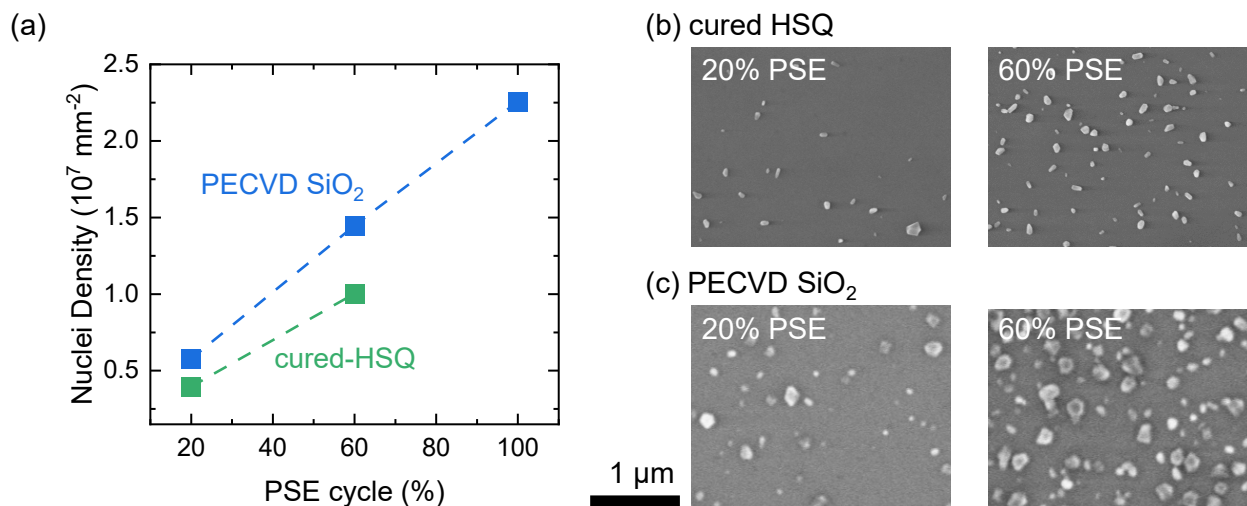 (a)
2.5
2.0
1.5
1.0
0.5
Nuclei Density (10⁷ mm⁻²)
PECVD SiO₂
cured-HSQ
20 40 60 80 100
PSE cycle (%)
(b) cured HSQ
20% PSE 60% PSE
(c) PECVD SiO₂
20% PSE 60% PSE
1 μm